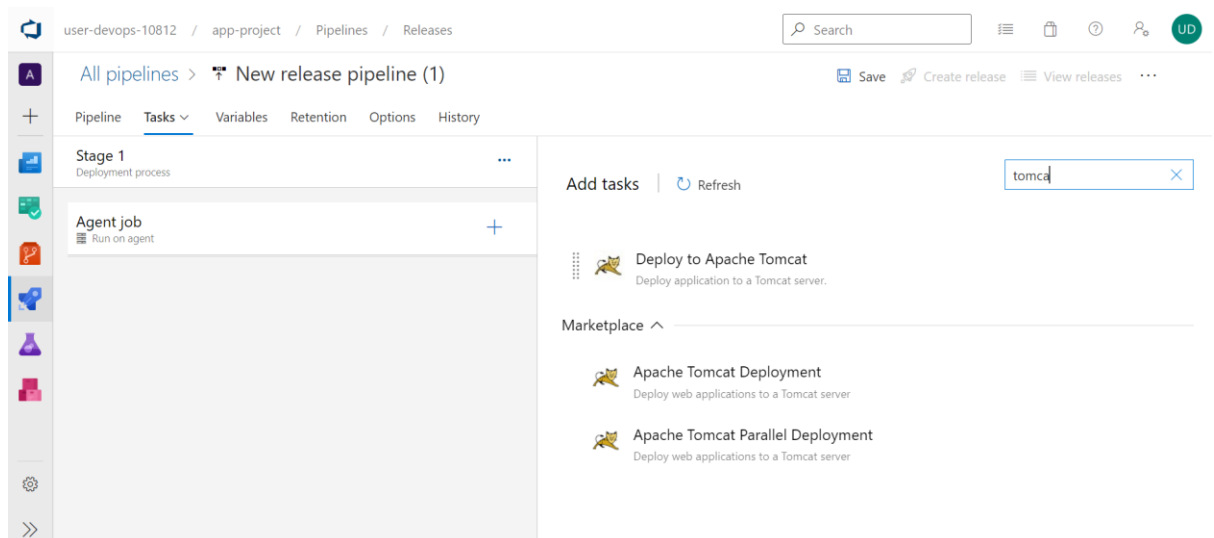 user-devops-10812 / app-project / Pipelines / Releases
Search
UD
A
All pipelines > New release pipeline (1)
Save Create release View releases ...
Pipeline Tasks Variables Retention Options History
Stage 1
Deployment process
...
Agent job
Run on agent
Add tasks Refresh
tomca
Deploy to Apache Tomcat
Deploy application to a Tomcat server.
Marketplace
Apache Tomcat Deployment
Deploy web applications to a Tomcat server
Apache Tomcat Parallel Deployment
Deploy web applications to a Tomcat server